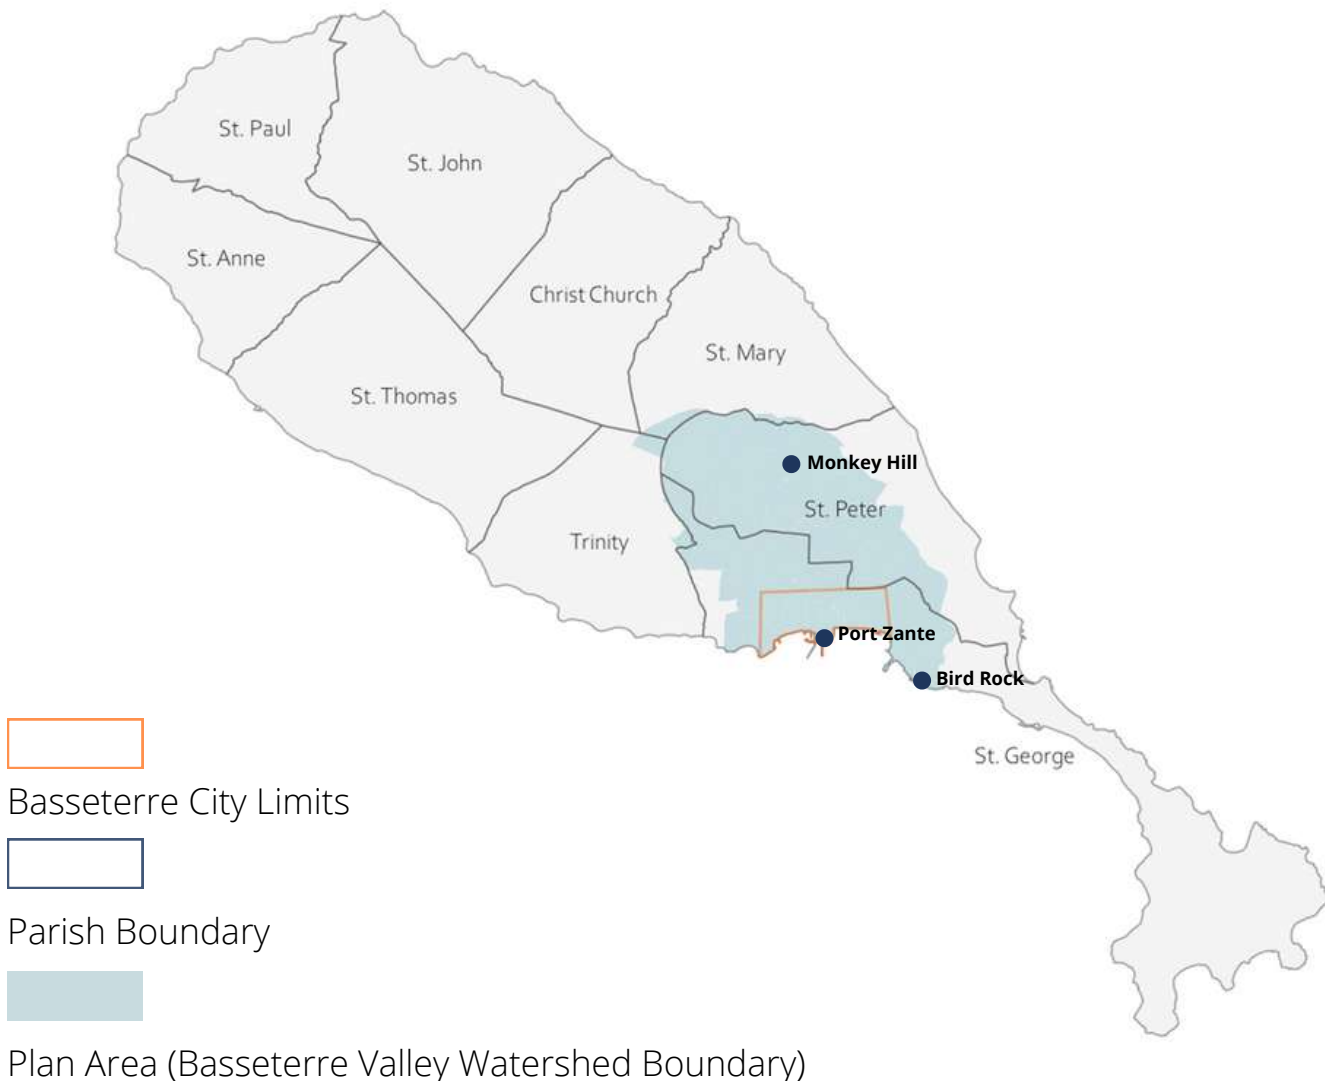 St. Paul
St. John
St. Anne
Christ Church
St. Mary
St. Thomas
Monkey Hill
St. Peter
Trinity
Port Zante
Bird Rock
St. George
Basseterre City Limits
Parish Boundary
Plan Area (Basseterre Valley Watershed Boundary)